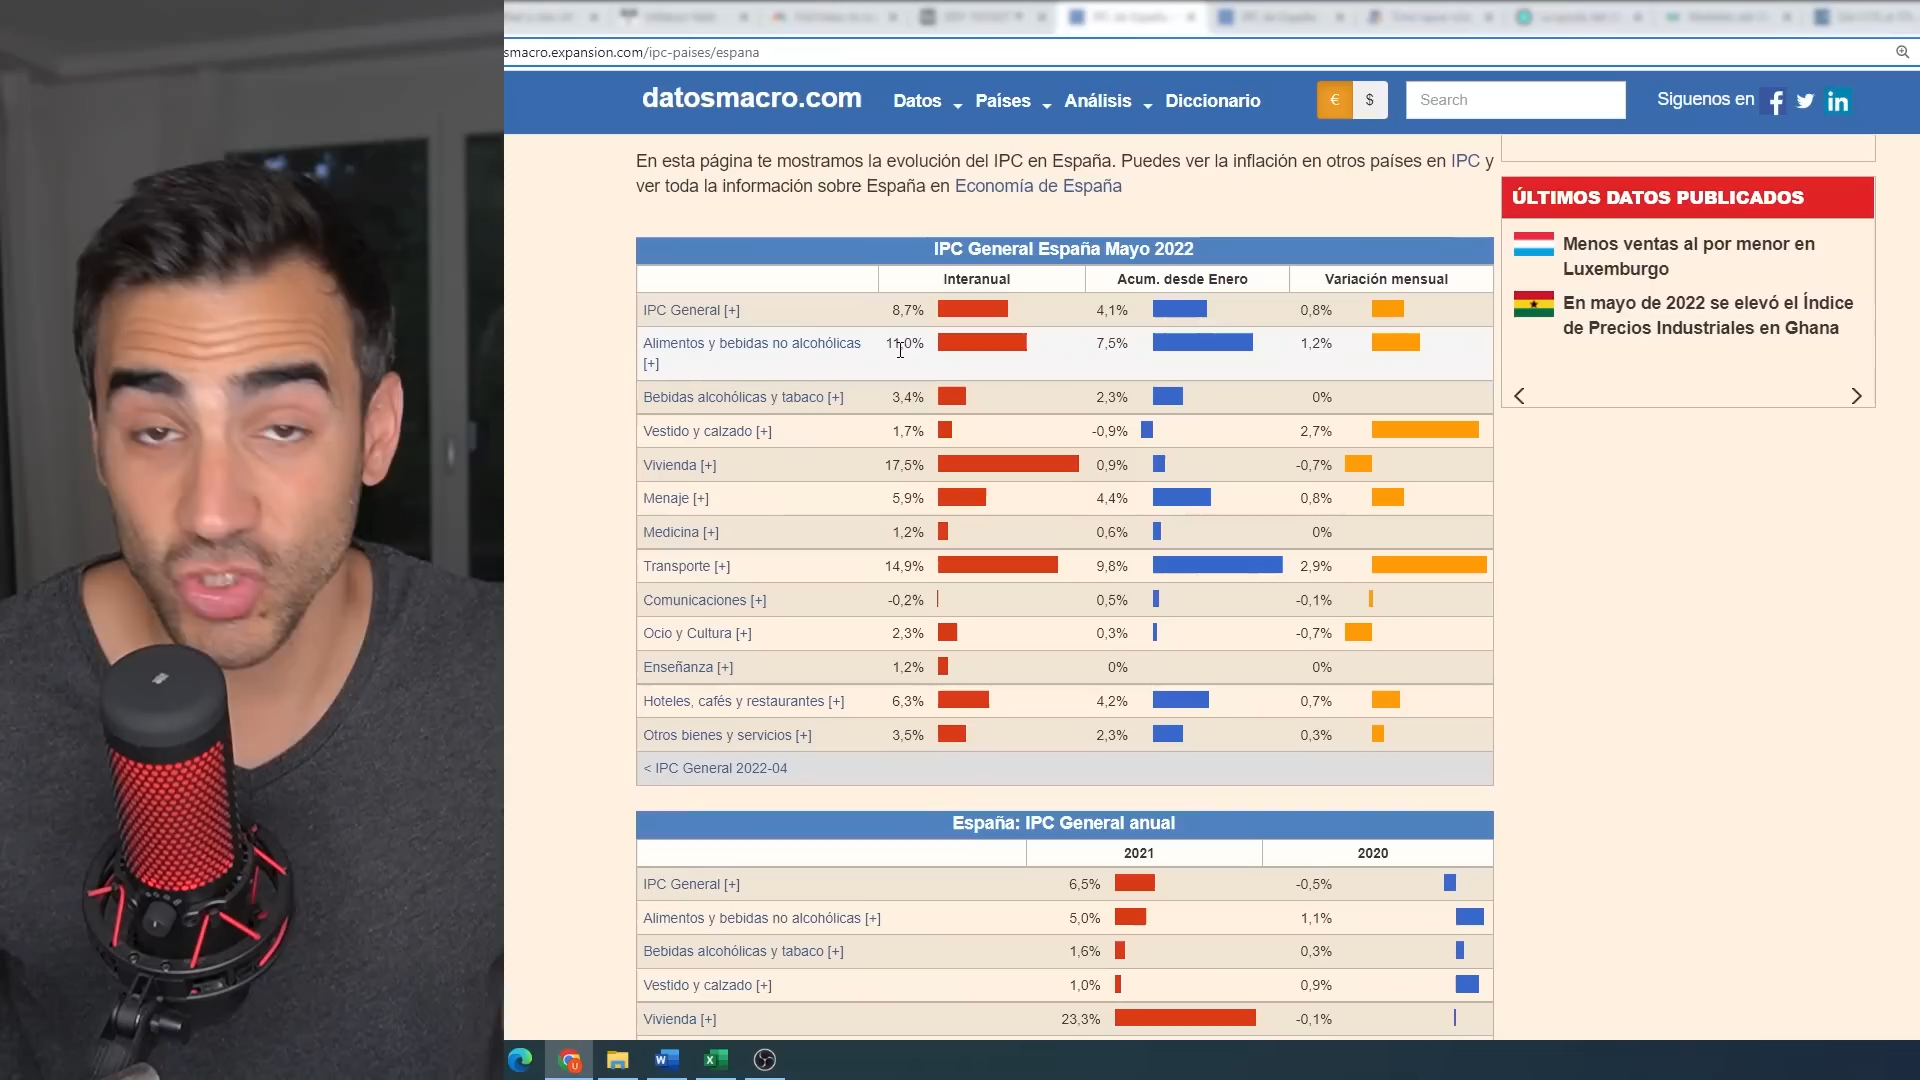 smacro.expansion.com/ipc-paises/espana
datosmacro.com Datos Países Análisis Diccionario € $ Search Siguenos en
En esta página te mostramos la evolución del IPC en España. Puedes ver la inflación en otros países en IPC y
ver toda la información sobre España en Economía de España
ÚLTIMOS DATOS PUBLICADOS
Menos ventas al por menor en
Luxemburgo
En mayo de 2022 se elevó el Índice
de Precios Industriales en Ghana
IPC General España Mayo 2022
Interanual Acum. desde Enero Variación mensual
IPC General [+] 8,7% 4,1% 0,8%
Alimentos y bebidas no alcohólicas 11,0% 7,5% 1,2%
[+]
Bebidas alcohólicas y tabaco [+] 3,4% 2,3% 0%
Vestido y calzado [+] 1,7% -0,9% 2,7%
Vivienda [+] 17,5% 0,9% -0,7%
Menaje [+] 5,9% 4,4% 0,8%
Medicina [+] 1,2% 0,6% 0%
Transporte [+] 14,9% 9,8% 2,9%
Comunicaciones [+] -0,2% 0,5% -0,1%
Ocio y Cultura [+] 2,3% 0,3% -0,7%
Enseñanza [+] 1,2% 0% 0%
Hoteles, cafés y restaurantes [+] 6,3% 4,2% 0,7%
Otros bienes y servicios [+] 3,5% 2,3% 0,3%
< IPC General 2022-04
España: IPC General anual
2021 2020
IPC General [+] 6,5% -0,5%
Alimentos y bebidas no alcohólicas [+] 5,0% 1,1%
Bebidas alcohólicas y tabaco [+] 1,6% 0,3%
Vestido y calzado [+] 1,0% 0,9%
Vivienda [+] 23,3% -0,1%